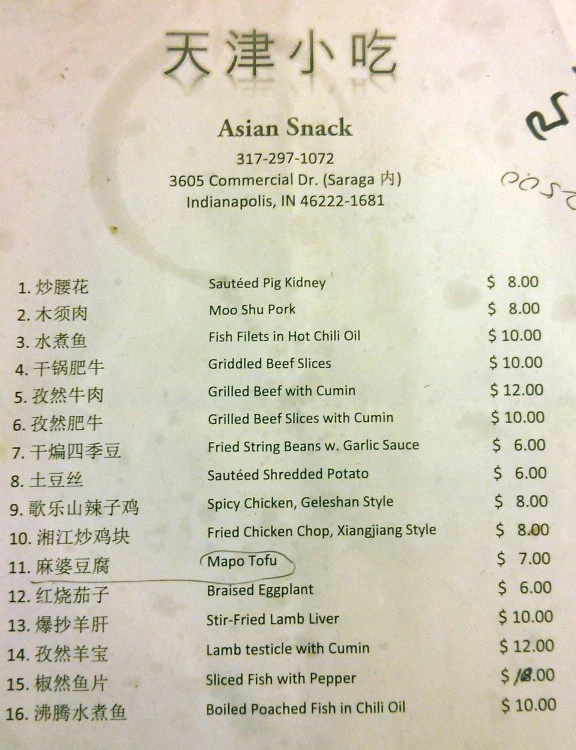 天津小吃
Asian Snack
317-297-1072
3605 Commercial Dr. (Saraga 内)
Indianapolis, IN 46222-1681
1. 炒腰花 Sautéed Pig Kidney $ 8.00
2. 木须肉 Moo Shu Pork $ 8.00
3. 水煮鱼 Fish Filets in Hot Chili Oil $ 10.00
4. 干锅肥牛 Griddled Beef Slices $ 10.00
5. 孜然牛肉 Grilled Beef with Cumin $ 12.00
6. 孜然肥牛 Grilled Beef Slices with Cumin $ 10.00
7. 干煸四季豆 Fried String Beans w. Garlic Sauce $ 6.00
8. 土豆丝 Sautéed Shredded Potato $ 6.00
9. 歌乐山辣子鸡 Spicy Chicken, Geleshan Style $ 8.00
10. 湘江炒鸡块 Fried Chicken Chop, Xiangjiang Style $ 8.00
11. 麻婆豆腐 Mapo Tofu $ 7.00
12. 红烧茄子 Braised Eggplant $ 6.00
13. 爆抄羊肝 Stir-Fried Lamb Liver $ 10.00
14. 孜然羊宝 Lamb testicle with Cumin $ 12.00
15. 椒然鱼片 Sliced Fish with Pepper $ .00
16. 沸腾水煮鱼 Boiled Poached Fish in Chili Oil $ 10.00